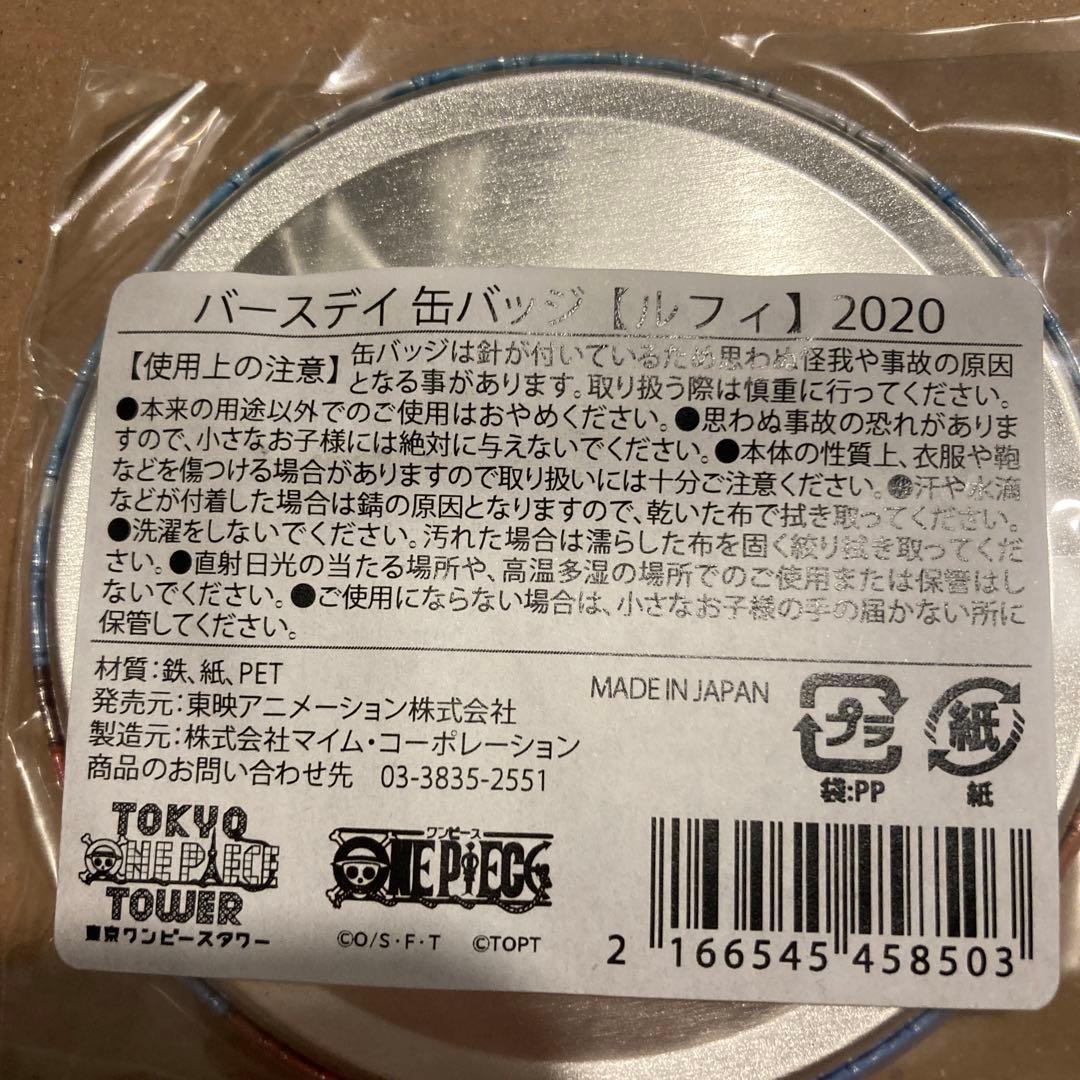 バースデイ 缶バッジ【ルフィ】2020
【使用上の注意】缶バッジは針が付いているため思わぬ怪我や事故の原因
となる事があります。取り扱う際は慎重に行ってください。
●本来の用途以外でのご使用はおやめください。●思わぬ事故の恐れがありま
すので、小さなお子様には絶対に与えないでください。●本体の性質上、衣服や鞄
などを傷つける場合がありますので取り扱いには十分ご注意ください。●汗や水滴
などが付着した場合は錆の原因となりますので、乾いた布で拭き取ってください。
●洗濯をしないでください。汚れた場合は濡らした布を固く絞り拭き取ってくだ
さい。●直射日光の当たる場所や、高温多湿の場所でのご使用または保管はし
ないでください。●ご使用にならない場合は、小さなお子様の手の届かない所に
保管してください。
材質：鉄、紙、PET
発売元：東映アニメーション株式会社
製造元：株式会社マイム・コーポレーション
商品のお問い合わせ先 03-3835-2551
MADE IN JAPAN
プラ
袋:PP
紙
紙
TOKYO
ONE PIECE
TOWER
東京ワンピースタワー
ワンピース
ONE PIECE
©O/S・F・T ©TOPT
2 166545 458503